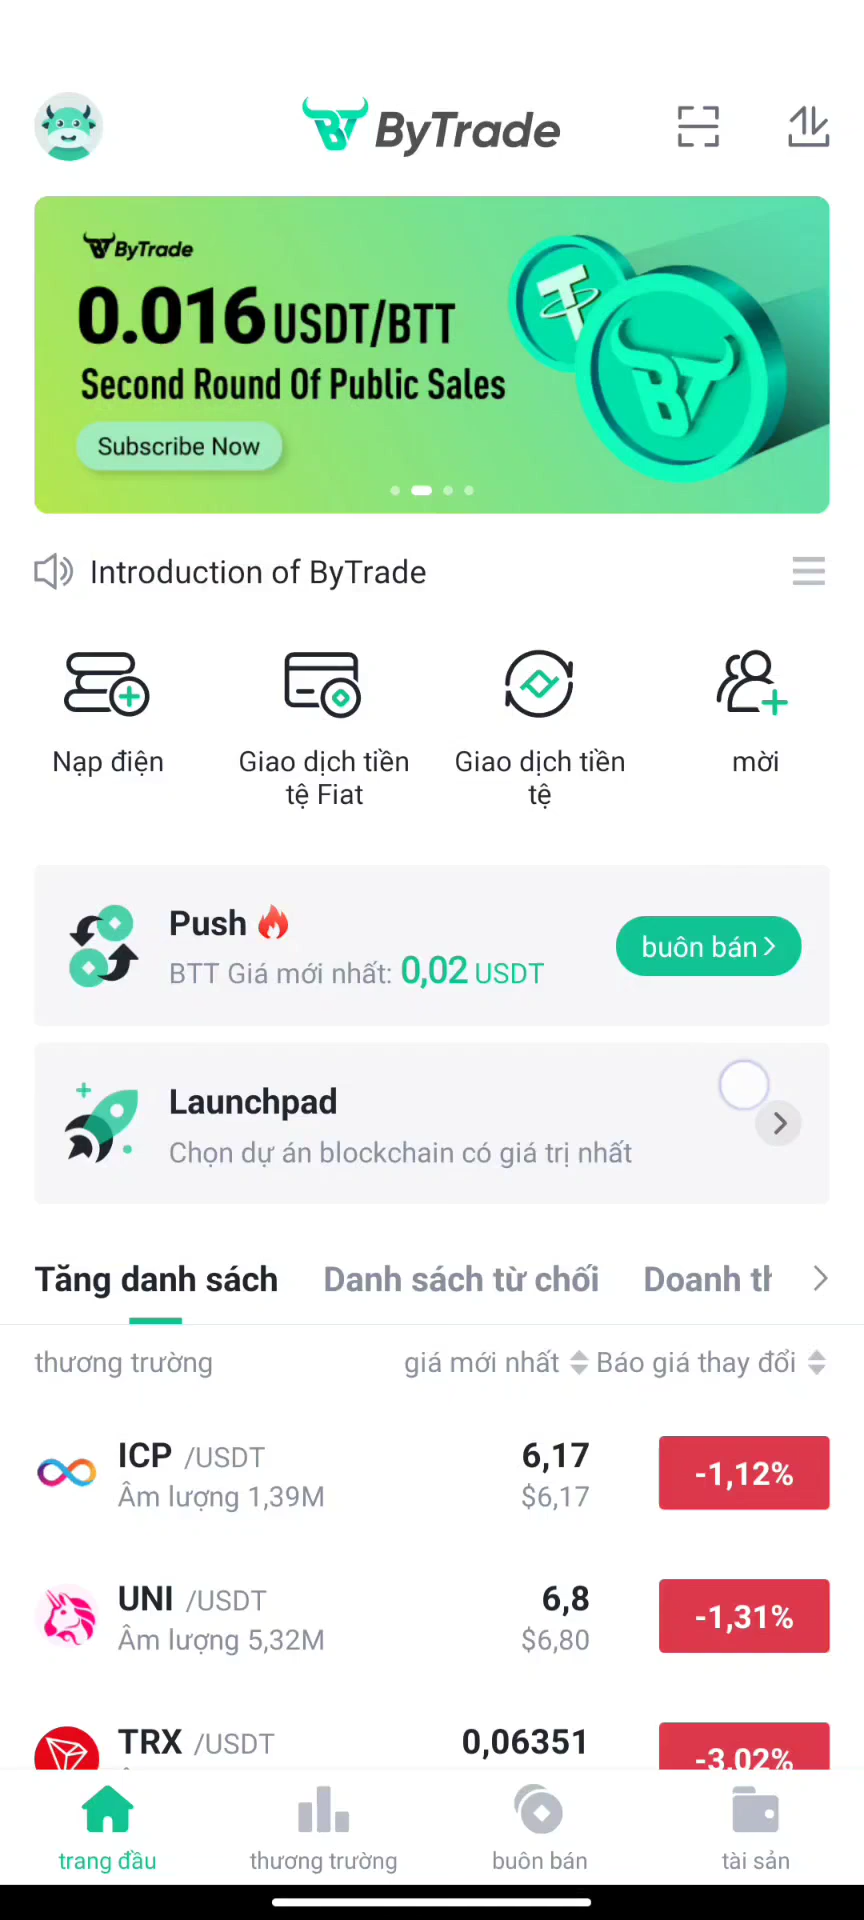 ByTrade
ByTrade
0.016 USDT/BTT
Second Round Of Public Sales
Subscribe Now
Introduction of ByTrade
Nạp điện
Giao dịch tiền tệ Fiat
Giao dịch tiền tệ
mời
Push
BTT Giá mới nhất: 0,02 USDT
buôn bán
Launchpad
Chọn dự án blockchain có giá trị nhất
Tăng danh sách Danh sách từ chối Doanh th
thương trường giá mới nhất Báo giá thay đổi
ICP /USDT 6,17 -1,12%
Âm lượng 1,39M $6,17
UNI /USDT 6,8 -1,31%
Âm lượng 5,32M $6,80
TRX /USDT 0,06351 -3,02%
trang đầu thương trường buôn bán tài sản